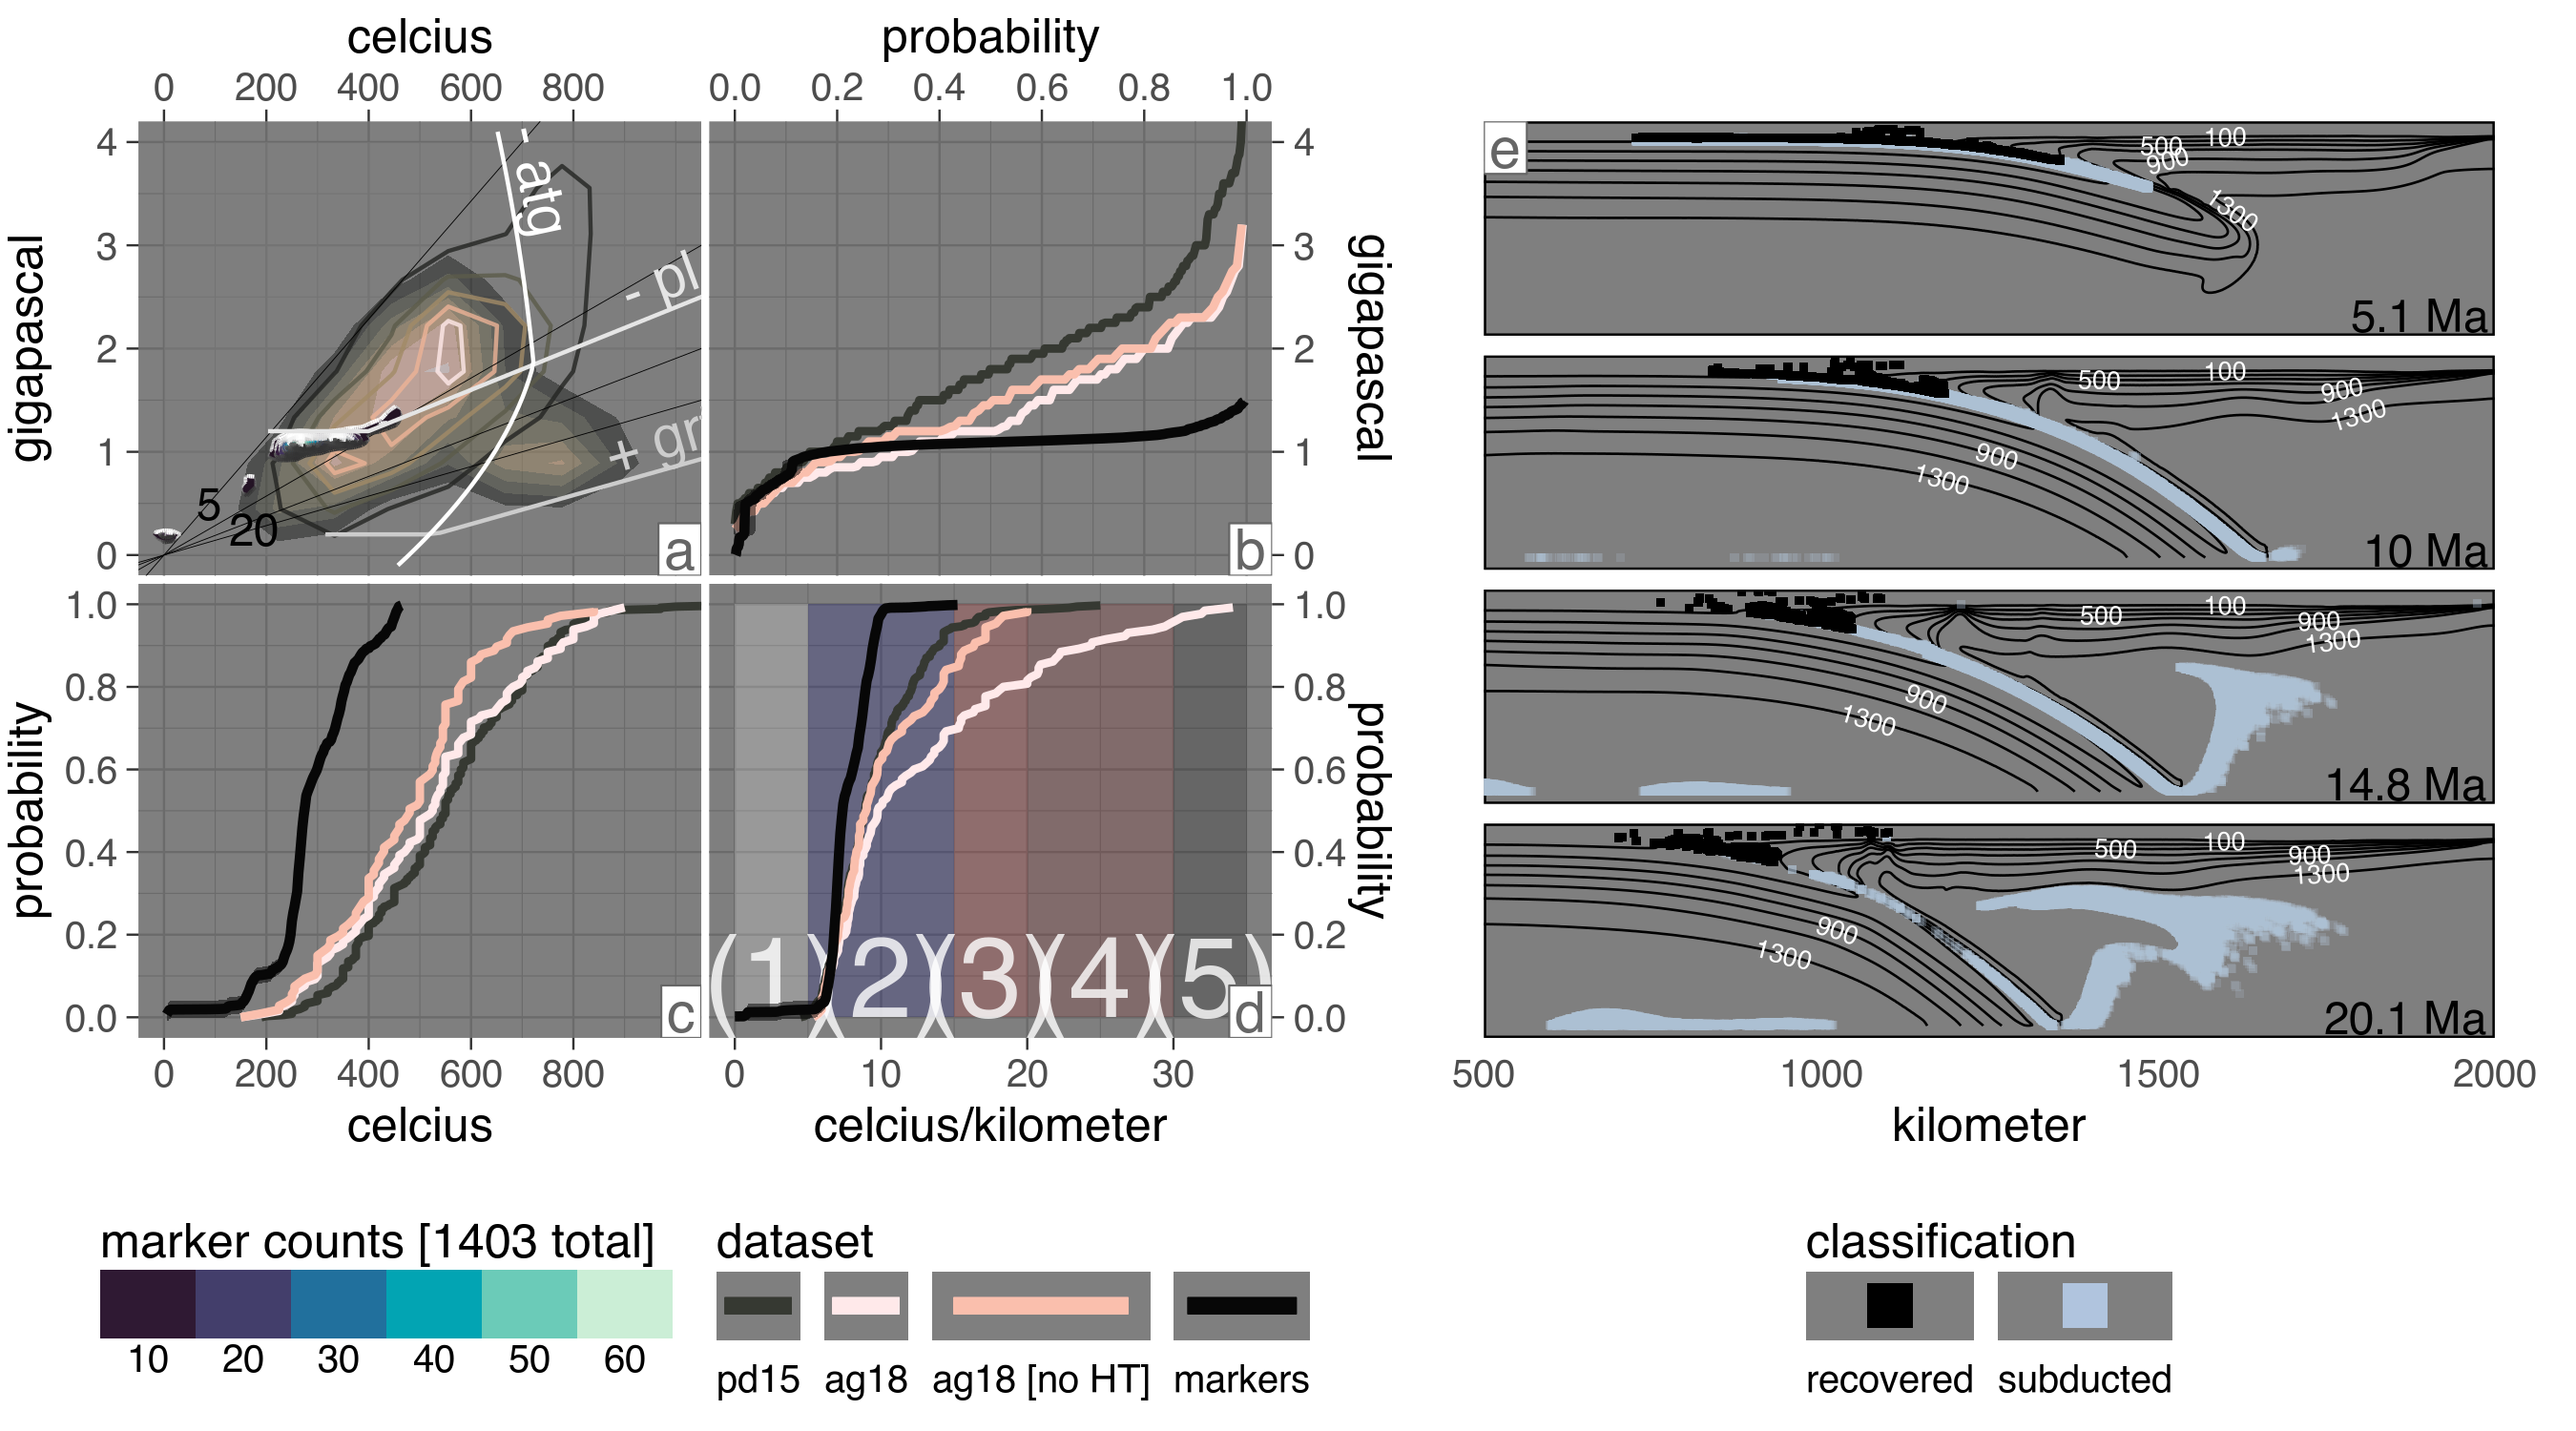 celcius
probability
0 200 400 600 800
0.0 0.2 0.4 0.6 0.8 1.0
gigapascal
4
3
2
1
0
- atg
- pl
+ gr
5
20
a
b
4
3
2
1
0
gigapascal
probability
1.0
0.8
0.6
0.4
0.2
0.0
c
(1)(2)(3)(4)(5)
d
1.0
0.8
0.6
0.4
0.2
0.0
probability
0 200 400 600 800
0 10 20 30
celcius
celcius/kilometer
e
100
500
900
1300
5.1 Ma
100
500
900
1300
900
1300
10 Ma
100
500
900
1300
900
1300
14.8 Ma
100
500
900
1300
900
1300
20.1 Ma
500 1000 1500 2000
kilometer
marker counts [1403 total]
10 20 30 40 50 60
dataset
pd15 ag18 ag18 [no HT] markers
classification
recovered subducted